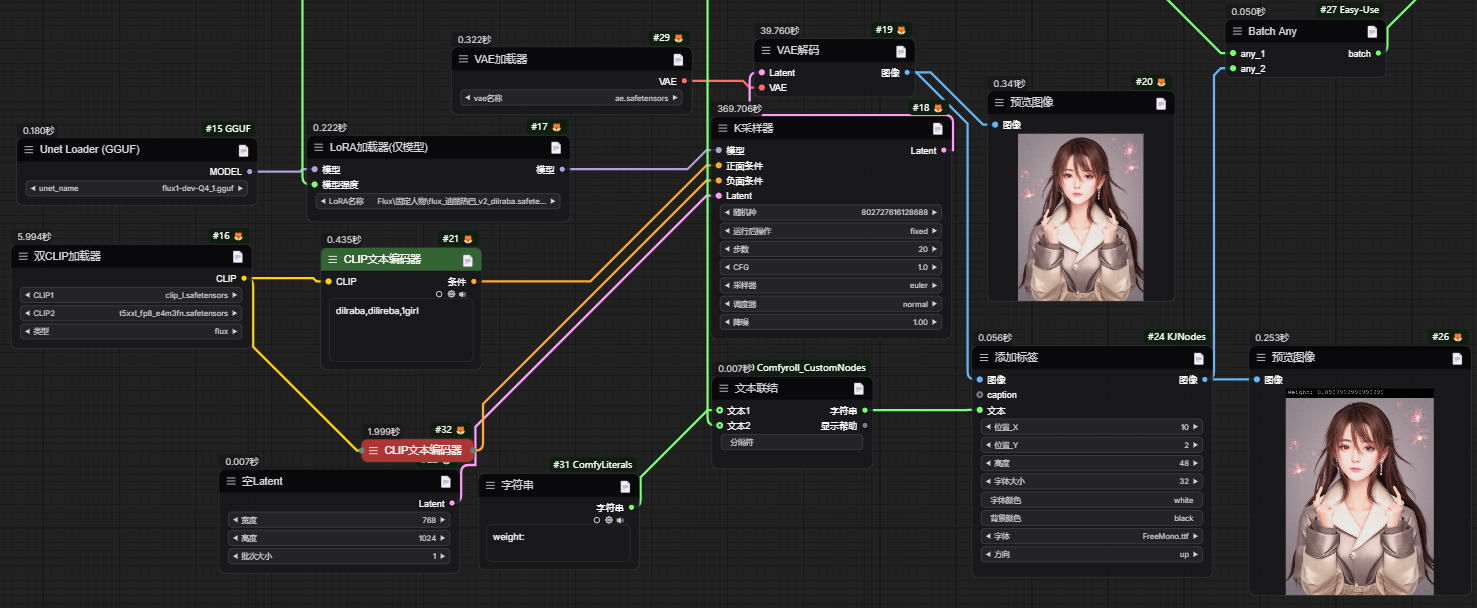 0.180秒
#15 GGUF
Unet Loader (GGUF)
MODEL
unet_name
flux1-dev-Q4_1.gguf
5.994秒
#16
双CLIP加载器
CLIP
CLIP1
clip_l.safetensors
CLIP2
t5xxl_fp8_e4m3fn.safetensors
类型
flux
0.222秒
#17
LoRA加载器(仅模型)
模型
模型
模型强度
LoRA名称
Flux\固定人物\flux_迪丽热巴_v2_dilraba.safete...
0.435秒
#21
CLIP文本编码器
CLIP
条件
dilraba,dilireba,1girl
1.999秒
#32
CLIP文本编码器
0.007秒
空Latent
Latent
宽度
768
高度
1024
批次大小
1
0.322秒
#29
VAE加载器
VAE
vae名称
ae.safetensors
#31 ComfyLiterals
字符串
字符串
weight:
39.760秒
#19
VAE解码
Latent
图像
VAE
369.706秒
#18
K采样器
模型
Latent
正面条件
负面条件
Latent
随机种
802727616128688
运行后操作
fixed
步数
20
CFG
1.0
采样器
euler
调度器
normal
降噪
1.00
0.007秒
Comfyroll_CustomNodes
文本联结
文本1
字符串
文本2
显示帮助
分隔符
0.341秒
#20
预览图像
图像
0.050秒
#27 Easy-Use
Batch Any
any_1
batch
any_2
0.056秒
#24 KJNodes
添加标签
图像
图像
caption
文本
位置_X
10
位置_Y
2
高度
48
字体大小
32
字体颜色
white
背景颜色
black
字体
FreeMono.ttf
方向
up
0.253秒
#26
预览图像
图像